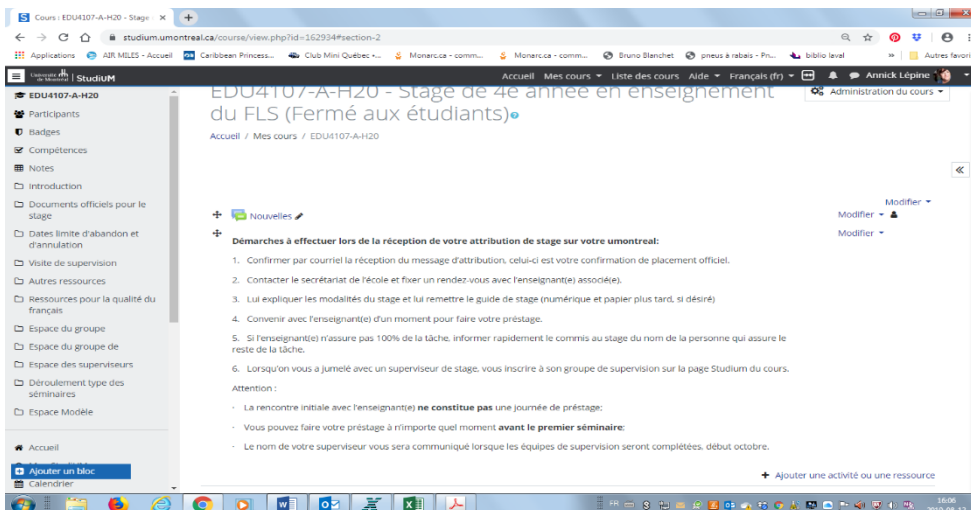 Cours : EDU4107-A-H20 - Stage
studium.umontreal.ca/course/view.php?id=162934#section-2
Applications AIR MILES - Accueil Caribbean Princess... Club Mini Québec •... Monarc.ca - comm... Monarc.ca - comm... Bruno Blanchet pneus à rabais - Pn... biblio laval » Autres favori
Université de Montréal StudiUM Accueil Mes cours Liste des cours Aide Français (fr) Annick Lépine
EDU4107-A-H20
Participants
Badges
Compétences
Notes
Introduction
Documents officiels pour le
stage
Dates limite d'abandon et
d'annulation
Visite de supervision
Autres ressources
Ressources pour la qualité du
français
Espace du groupe
Espace du groupe de
Espace des superviseurs
Déroulement type des
séminaires
Espace Modèle
Accueil
Ajouter un bloc
Calendrier
EDU4107-A-H20 - Stage de 4e année en enseignement
du FLS (Fermé aux étudiants)
Administration du cours
Accueil / Mes cours / EDU4107-A-H20
Modifier
Nouvelles
Modifier
Modifier
Démarches à effectuer lors de la réception de votre attribution de stage sur votre umontreal:
1. Confirmer par courriel la réception du message d'attribution, celui-ci est votre confirmation de placement officiel.
2. Contacter le secrétariat de l'école et fixer un rendez-vous avec l'enseignant(e) associé(e).
3. Lui expliquer les modalités du stage et lui remettre le guide de stage (numérique et papier plus tard, si désiré)
4. Convenir avec l'enseignant(e) d'un moment pour faire votre préstage.
5. Si l'enseignant(e) n'assure pas 100% de la tâche, informer rapidement le commis au stage du nom de la personne qui assure le
reste de la tâche.
6. Lorsqu'on vous a jumelé avec un superviseur de stage, vous inscrire à son groupe de supervision sur la page Studium du cours.
Attention :
· La rencontre initiale avec l'enseignant(e) ne constitue pas une journée de préstage;
· Vous pouvez faire votre préstage à n'importe quel moment avant le premier séminaire;
· Le nom de votre superviseur vous sera communiqué lorsque les équipes de supervision seront complétées, début octobre.
+ Ajouter une activité ou une ressource
FR
16:06